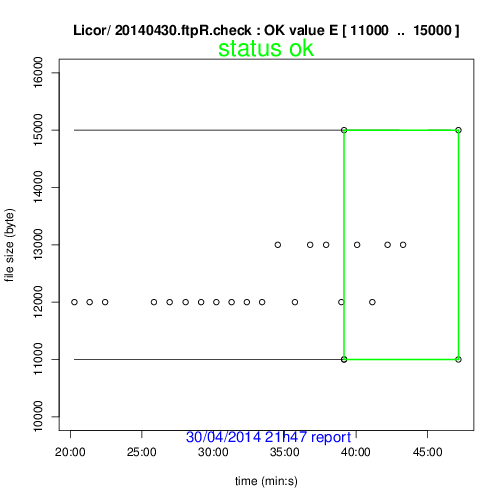 Licor/ 20140430.ftpR.check : OK value E [ 11000  ..  15000 ]
status ok
16000
15000
14000
13000
12000
11000
10000
file size (byte)
30/04/2014 21h47 report
20:00 25:00 30:00 35:00 40:00 45:00
time (min:s)